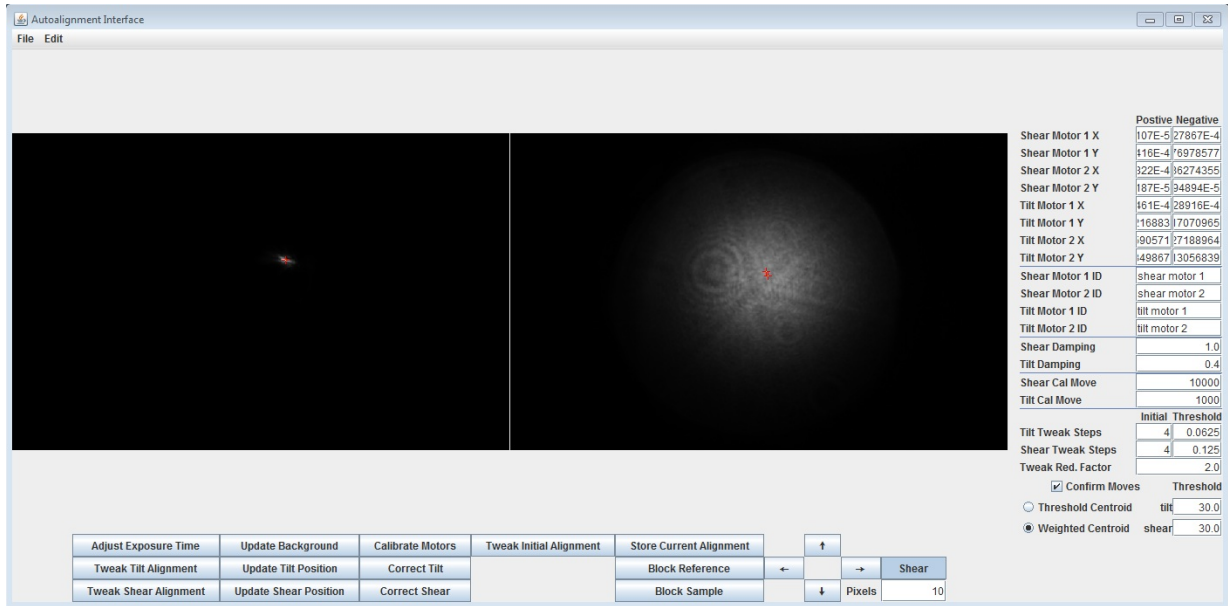 Autoalignment Interface
File Edit
Postive Negative
Shear Motor 1 X 107E-5 27867E-4
Shear Motor 1 Y 416E-4 76978577
Shear Motor 2 X 322E-4 36274355
Shear Motor 2 Y 187E-5 94894E-5
Tilt Motor 1 X 461E-4 28916E-4
Tilt Motor 1 Y 216883 17070965
Tilt Motor 2 X 590571 27188964
Tilt Motor 2 Y 449867 13056839
Shear Motor 1 ID shear motor 1
Shear Motor 2 ID shear motor 2
Tilt Motor 1 ID tilt motor 1
Tilt Motor 2 ID tilt motor 2
Shear Damping 1.0
Tilt Damping 0.4
Shear Cal Move 10000
Tilt Cal Move 1000
Initial Threshold
Tilt Tweak Steps 4 0.0625
Shear Tweak Steps 4 0.125
Tweak Red. Factor 2.0
Confirm Moves Threshold
Threshold Centroid tilt 30.0
Weighted Centroid shear 30.0
Adjust Exposure Time Update Background Calibrate Motors Tweak Initial Alignment Store Current Alignment ↑
Tweak Tilt Alignment Update Tilt Position Correct Tilt Block Reference ← → Shear
Tweak Shear Alignment Update Shear Position Correct Shear Block Sample ↓ Pixels 10